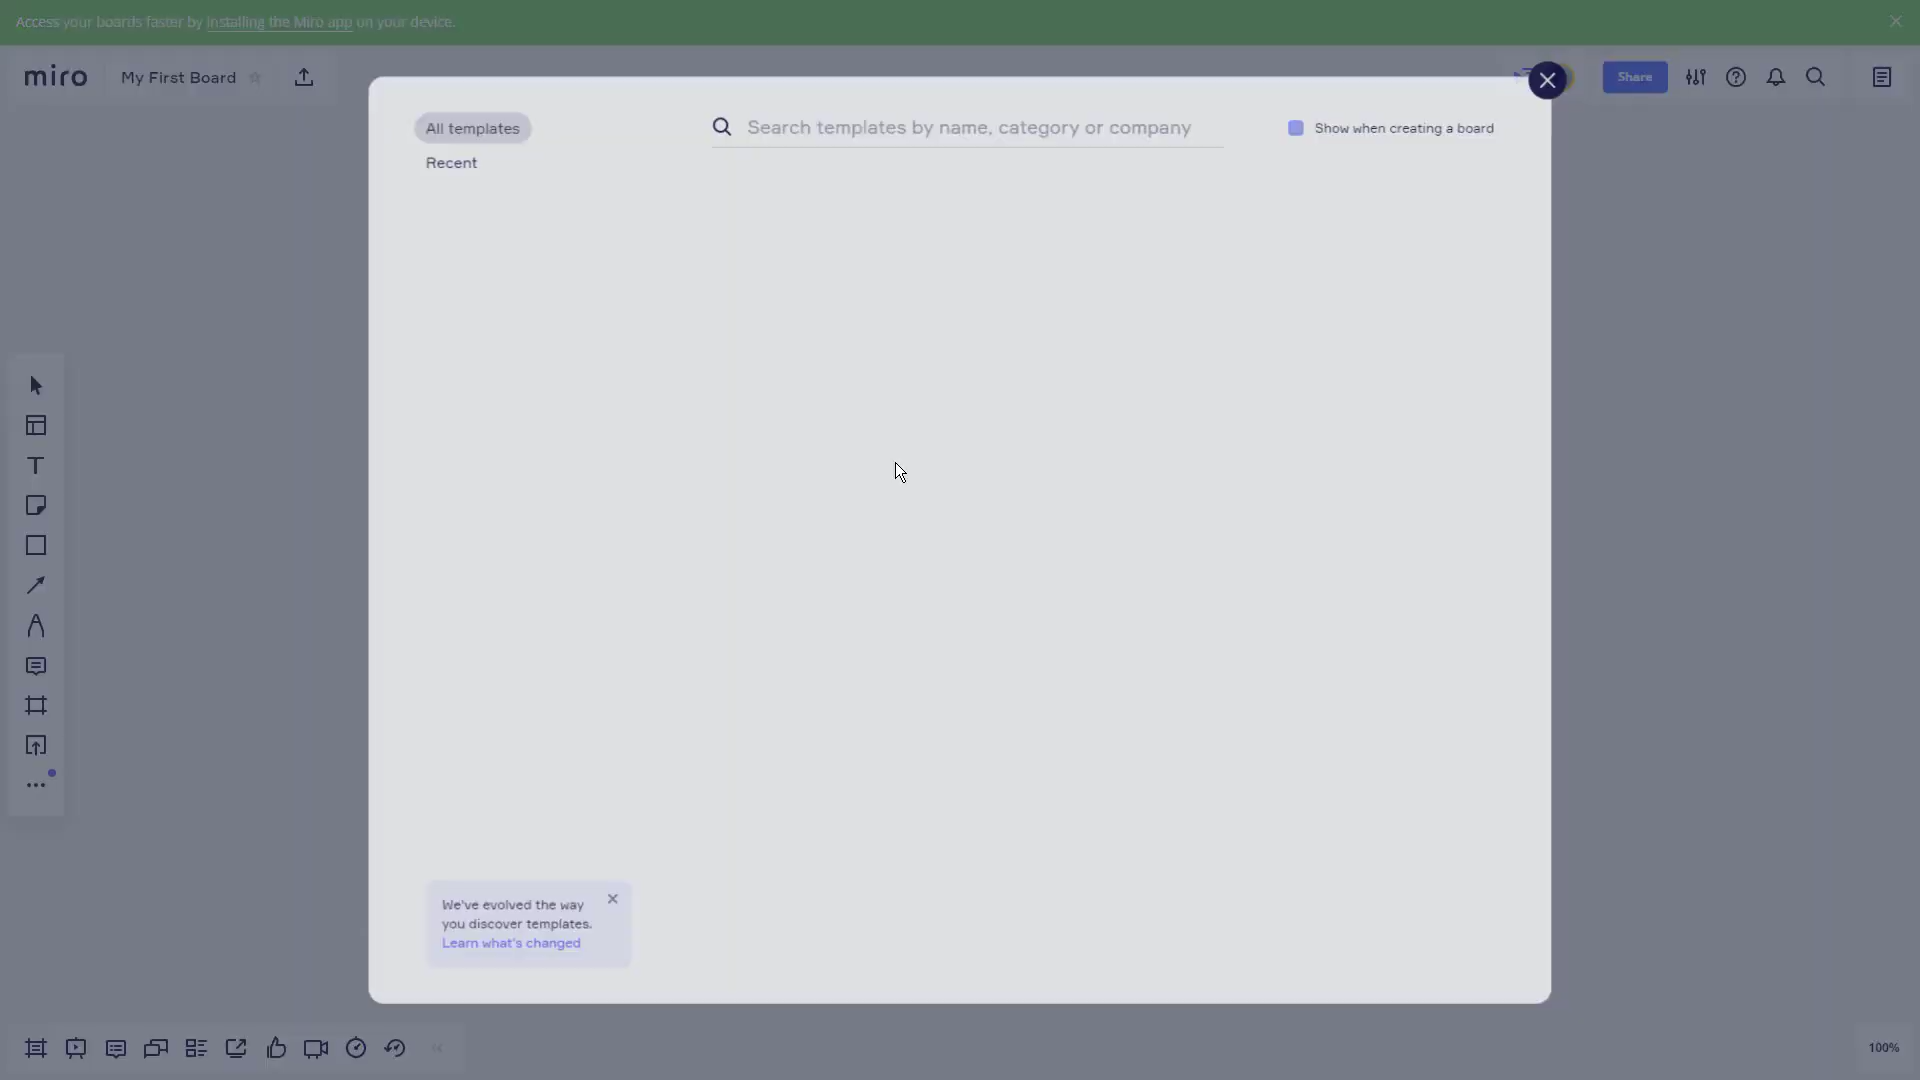 Access your boards faster by installing the Miro app on your device.
miro
My First Board
Share
All templates
Search templates by name, category or company
Show when creating a board
Recent
We've evolved the way
you discover templates.
Learn what's changed
100%